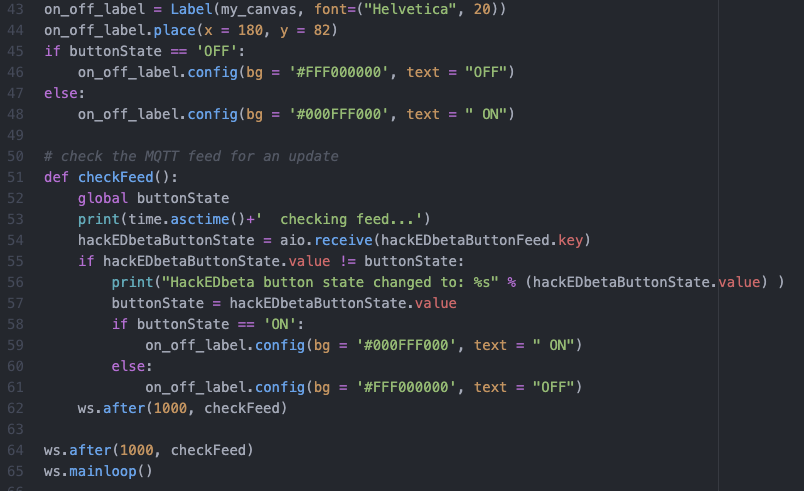 43 on_off_label = Label(my_canvas, font=("Helvetica", 20))
44 on_off_label.place(x = 180, y = 82)
45 if buttonState == 'OFF':
46     on_off_label.config(bg = '#FFF000000', text = "OFF")
47 else:
48     on_off_label.config(bg = '#000FFF000', text = " ON")
49
50 # check the MQTT feed for an update
51 def checkFeed():
52     global buttonState
53     print(time.asctime()+'  checking feed...')
54     hackEDbetaButtonState = aio.receive(hackEDbetaButtonFeed.key)
55     if hackEDbetaButtonState.value != buttonState:
56         print("HackEDbeta button state changed to: %s" % (hackEDbetaButtonState.value) )
57         buttonState = hackEDbetaButtonState.value
58         if buttonState == 'ON':
59             on_off_label.config(bg = '#000FFF000', text = " ON")
60         else:
61             on_off_label.config(bg = '#FFF000000', text = "OFF")
62     ws.after(1000, checkFeed)
63
64 ws.after(1000, checkFeed)
65 ws.mainloop()
66